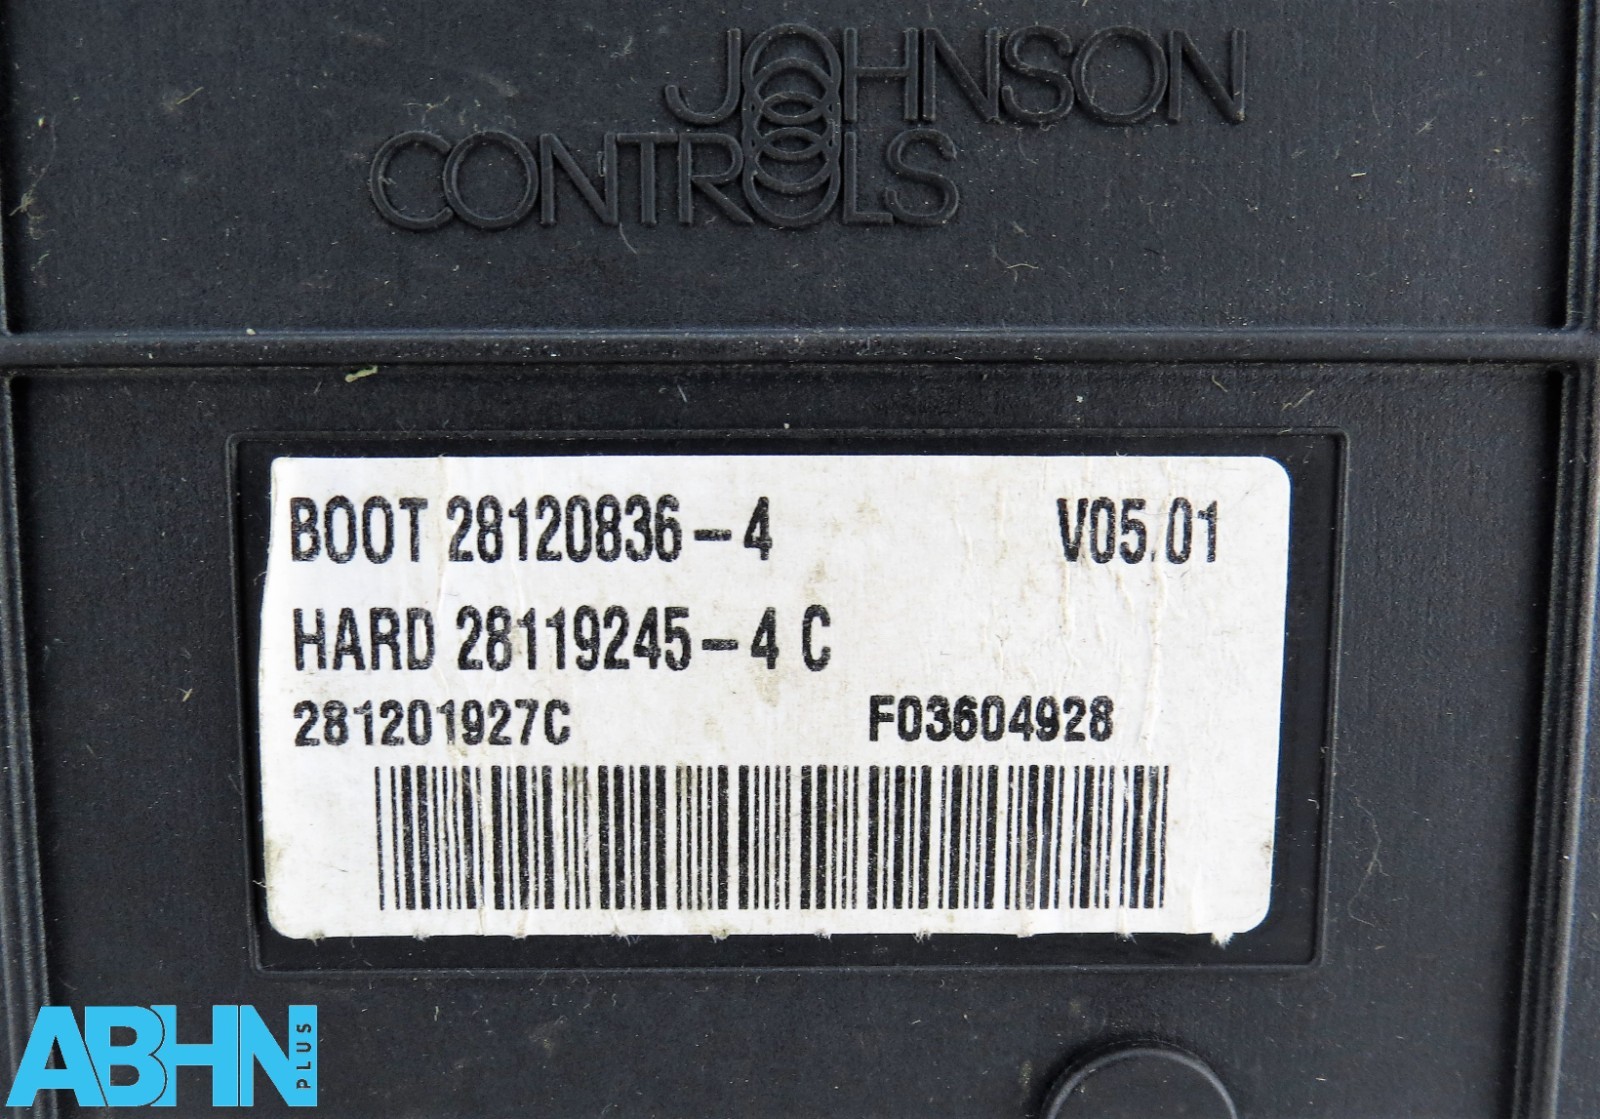 JOHNSON
CONTROLS
BOOT 28120836-4 V05.01
HARD 28119245-4 C
281201927C F03604928
ABHN PLUS